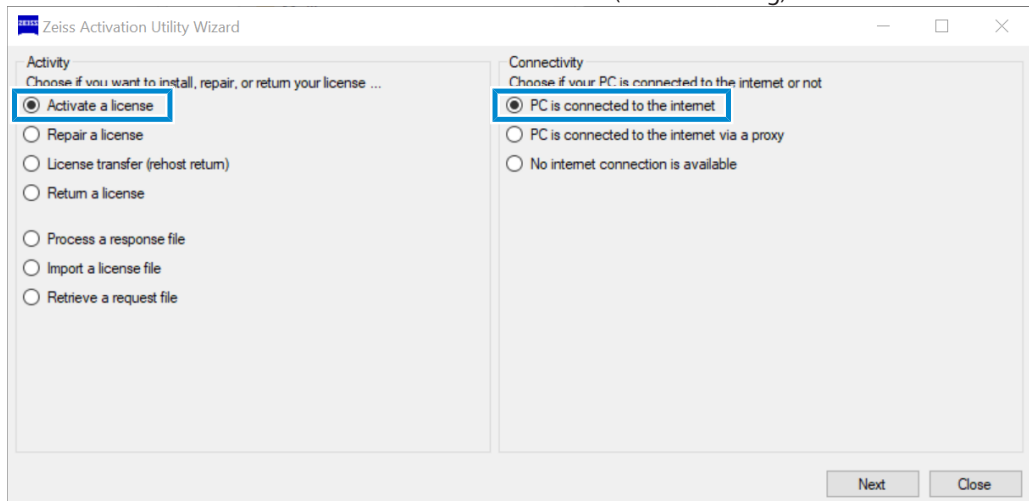 ZEISS
Zeiss Activation Utility Wizard
Activity
Choose if you want to install, repair, or return your license ...
Activate a license
Repair a license
License transfer (rehost return)
Return a license
Process a response file
Import a license file
Retrieve a request file
Connectivity
Choose if your PC is connected to the internet or not
PC is connected to the internet
PC is connected to the internet via a proxy
No internet connection is available
Next
Close